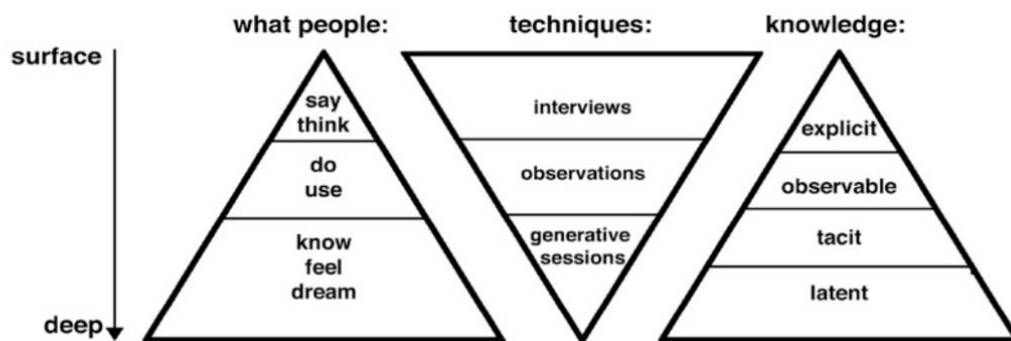 what people:
techniques:
knowledge:
surface
deep
say
think
do
use
know
feel
dream
interviews
observations
generative
sessions
explicit
observable
tacit
latent